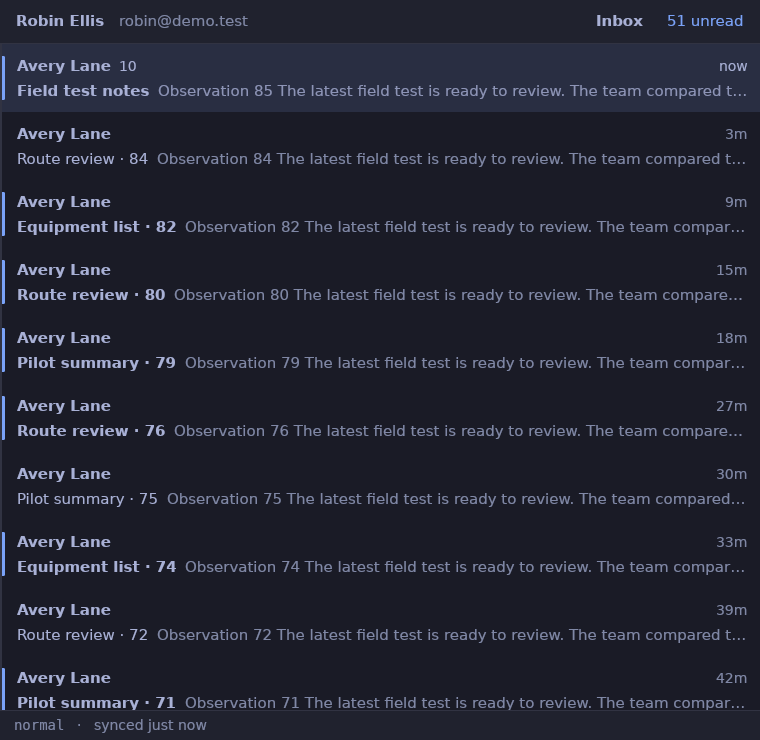 Robin Ellis robin@demo.test Inbox 51 unread
Avery Lane 10 now
Field test notes Observation 85 The latest field test is ready to review. The team compared t…
Avery Lane 3m
Route review · 84 Observation 84 The latest field test is ready to review. The team compared t…
Avery Lane 9m
Equipment list · 82 Observation 82 The latest field test is ready to review. The team compar…
Avery Lane 15m
Route review · 80 Observation 80 The latest field test is ready to review. The team compare…
Avery Lane 18m
Pilot summary · 79 Observation 79 The latest field test is ready to review. The team compar…
Avery Lane 27m
Route review · 76 Observation 76 The latest field test is ready to review. The team compare…
Avery Lane 30m
Pilot summary · 75 Observation 75 The latest field test is ready to review. The team compared…
Avery Lane 33m
Equipment list · 74 Observation 74 The latest field test is ready to review. The team compar…
Avery Lane 39m
Route review · 72 Observation 72 The latest field test is ready to review. The team compared t…
Avery Lane 42m
Pilot summary · 71 Observation 71 The latest field test is ready to review. The team compar…
normal · synced just now